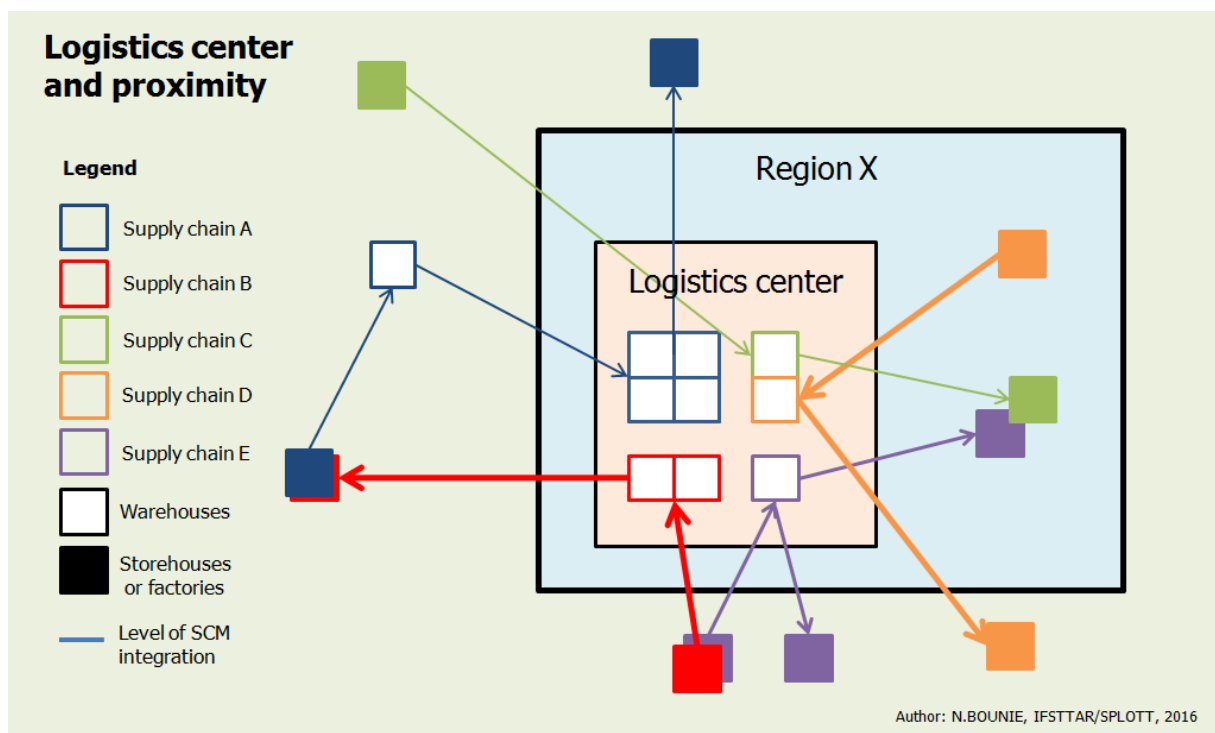 Logistics center
and proximity
Region X
Logistics center
Legend
Supply chain A
Supply chain B
Supply chain C
Supply chain D
Supply chain E
Warehouses
Storehouses
or factories
Level of SCM
integration
Author: N.BOUNIE, IFSTTAR/SPLOTT, 2016